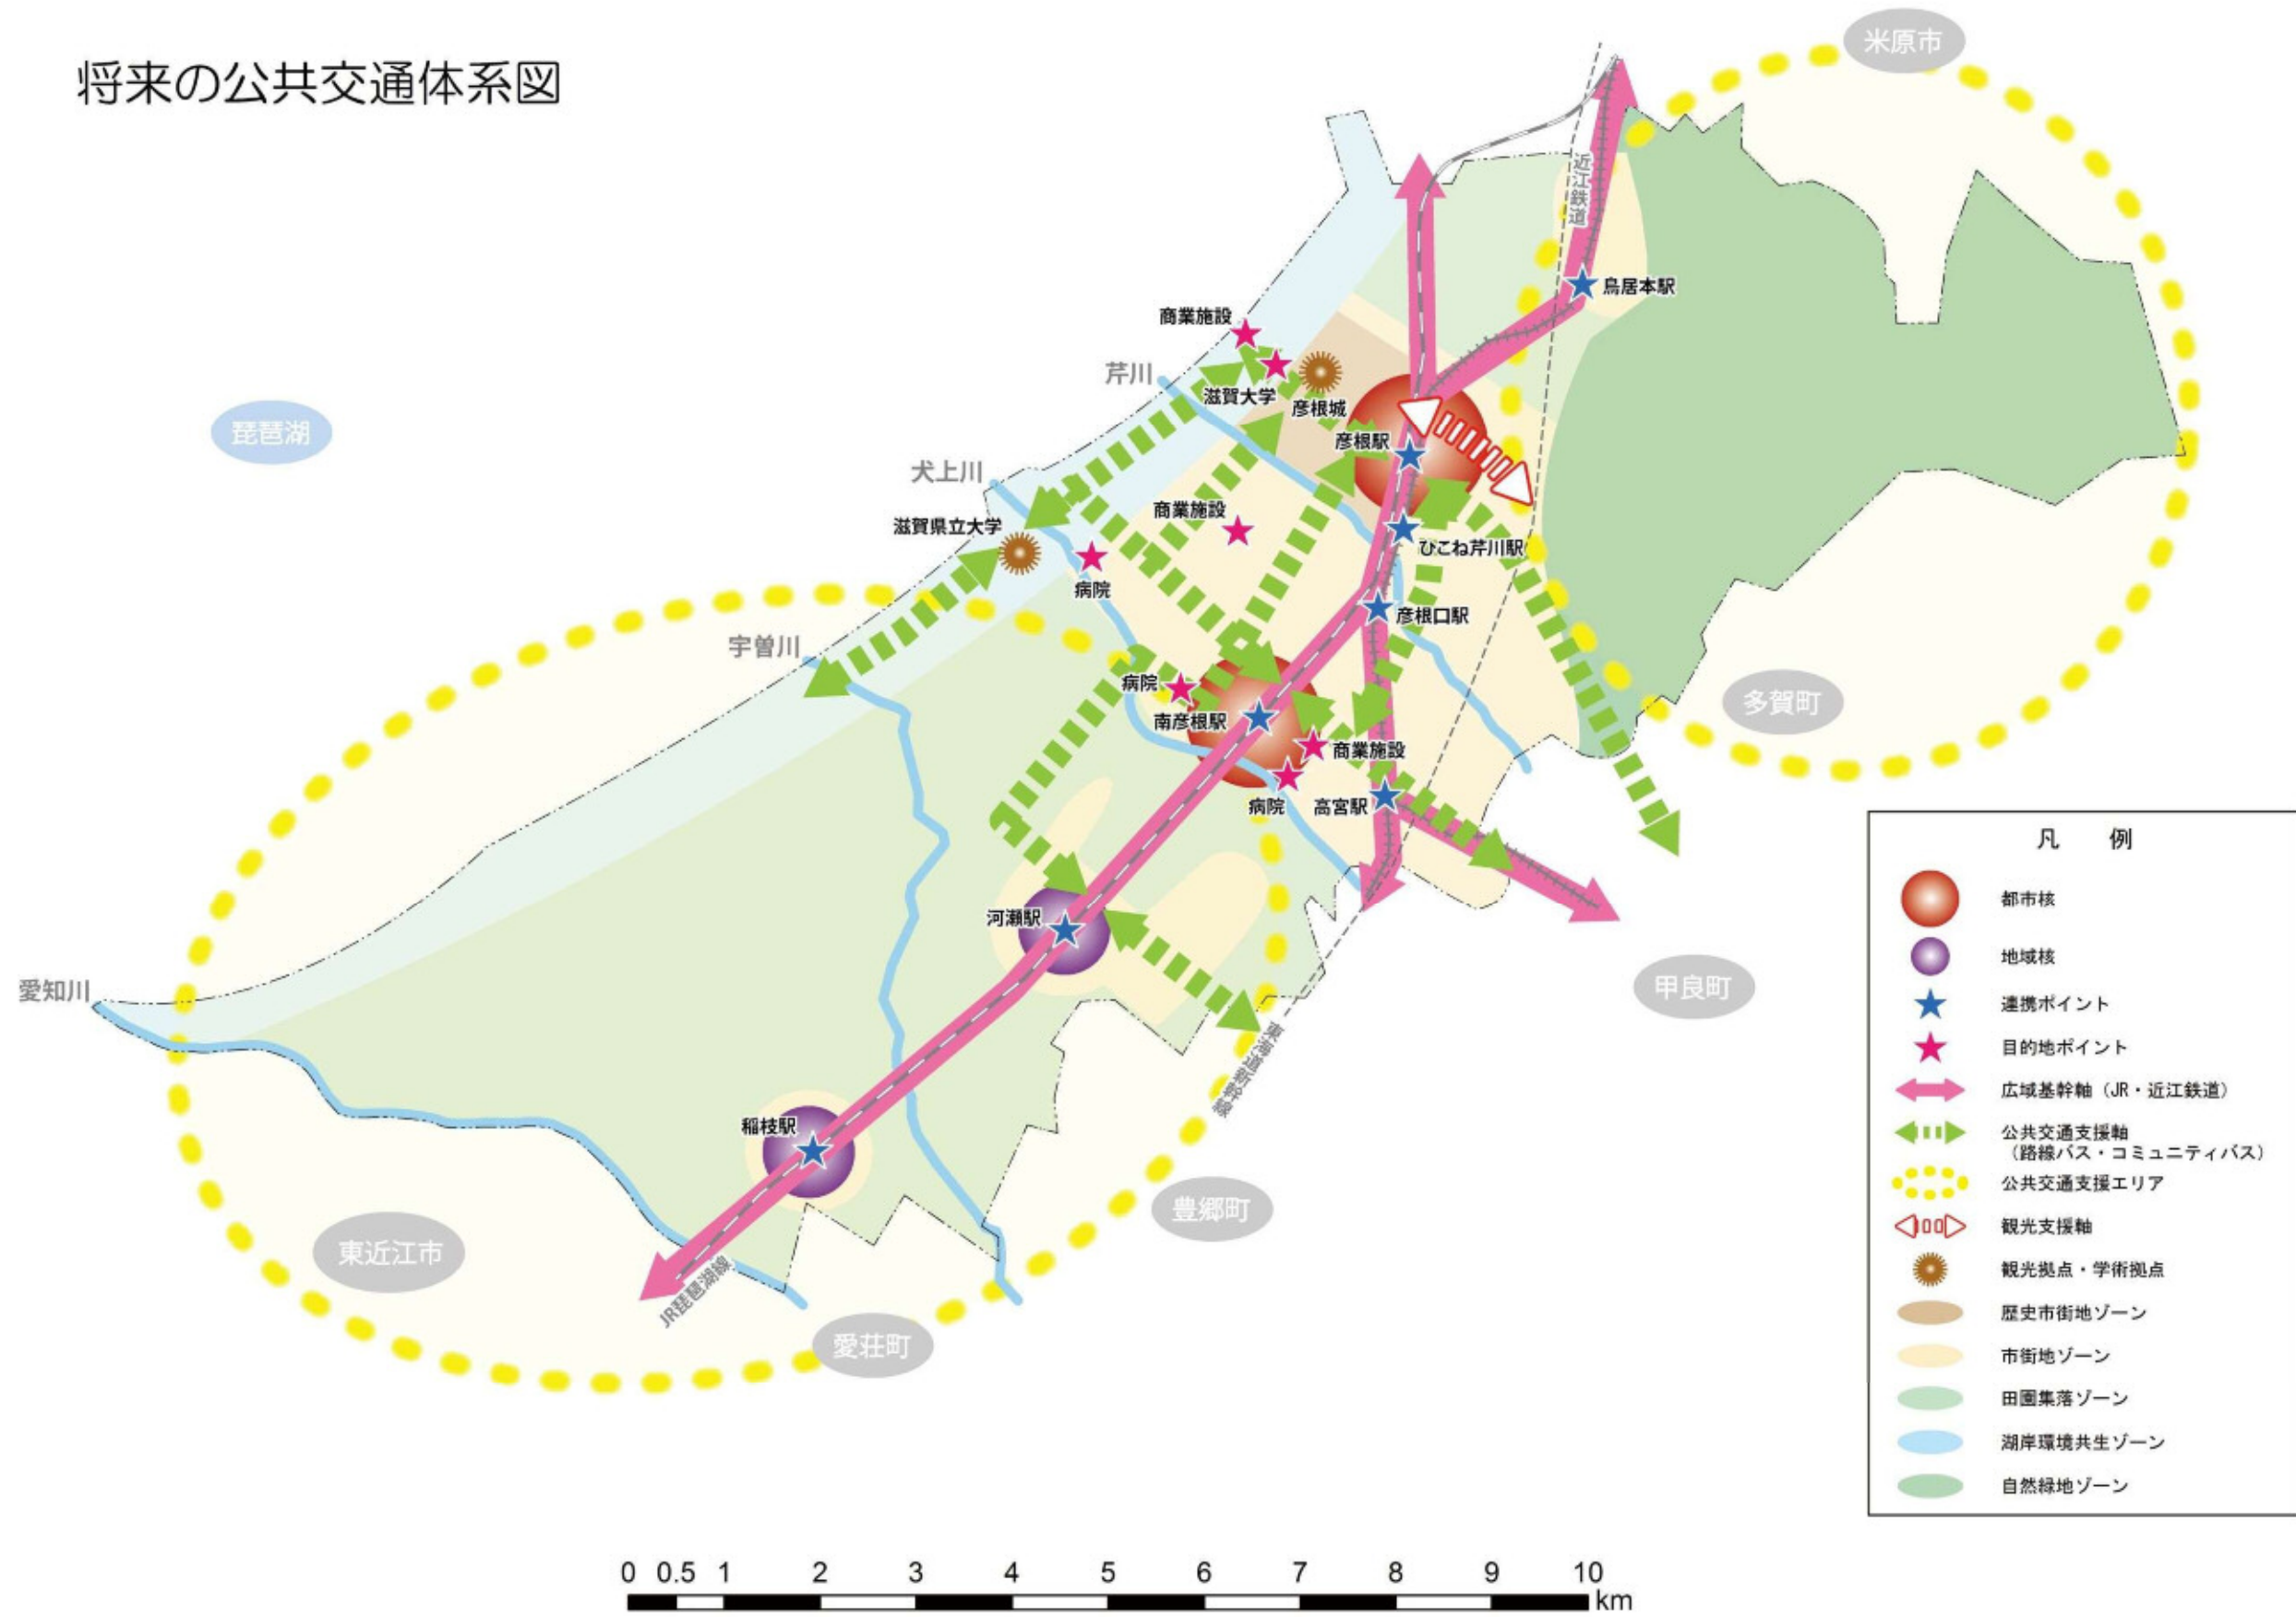 将来の公共交通体系図
米原市
近江鉄道
鳥居本駅
商業施設
芹川
滋賀大学
彦根城
琵琶湖
彦根駅
犬上川
商業施設
滋賀県立大学
ひこね芹川駅
病院
彦根口駅
宇曽川
病院
多賀町
南彦根駅
商業施設
病院
高宮駅
河瀬駅
甲良町
愛知川
東海道新幹線
稲枝駅
豊郷町
東近江市
JR琵琶湖線
愛荘町
凡 例
都市核
地域核
連携ポイント
目的地ポイント
広域基幹軸（JR・近江鉄道）
公共交通支援軸
（路線バス・コミュニティバス）
公共交通支援エリア
観光支援軸
観光拠点・学術拠点
歴史市街地ゾーン
市街地ゾーン
田園集落ゾーン
湖岸環境共生ゾーン
自然緑地ゾーン
0 0.5 1 2 3 4 5 6 7 8 9 10
km